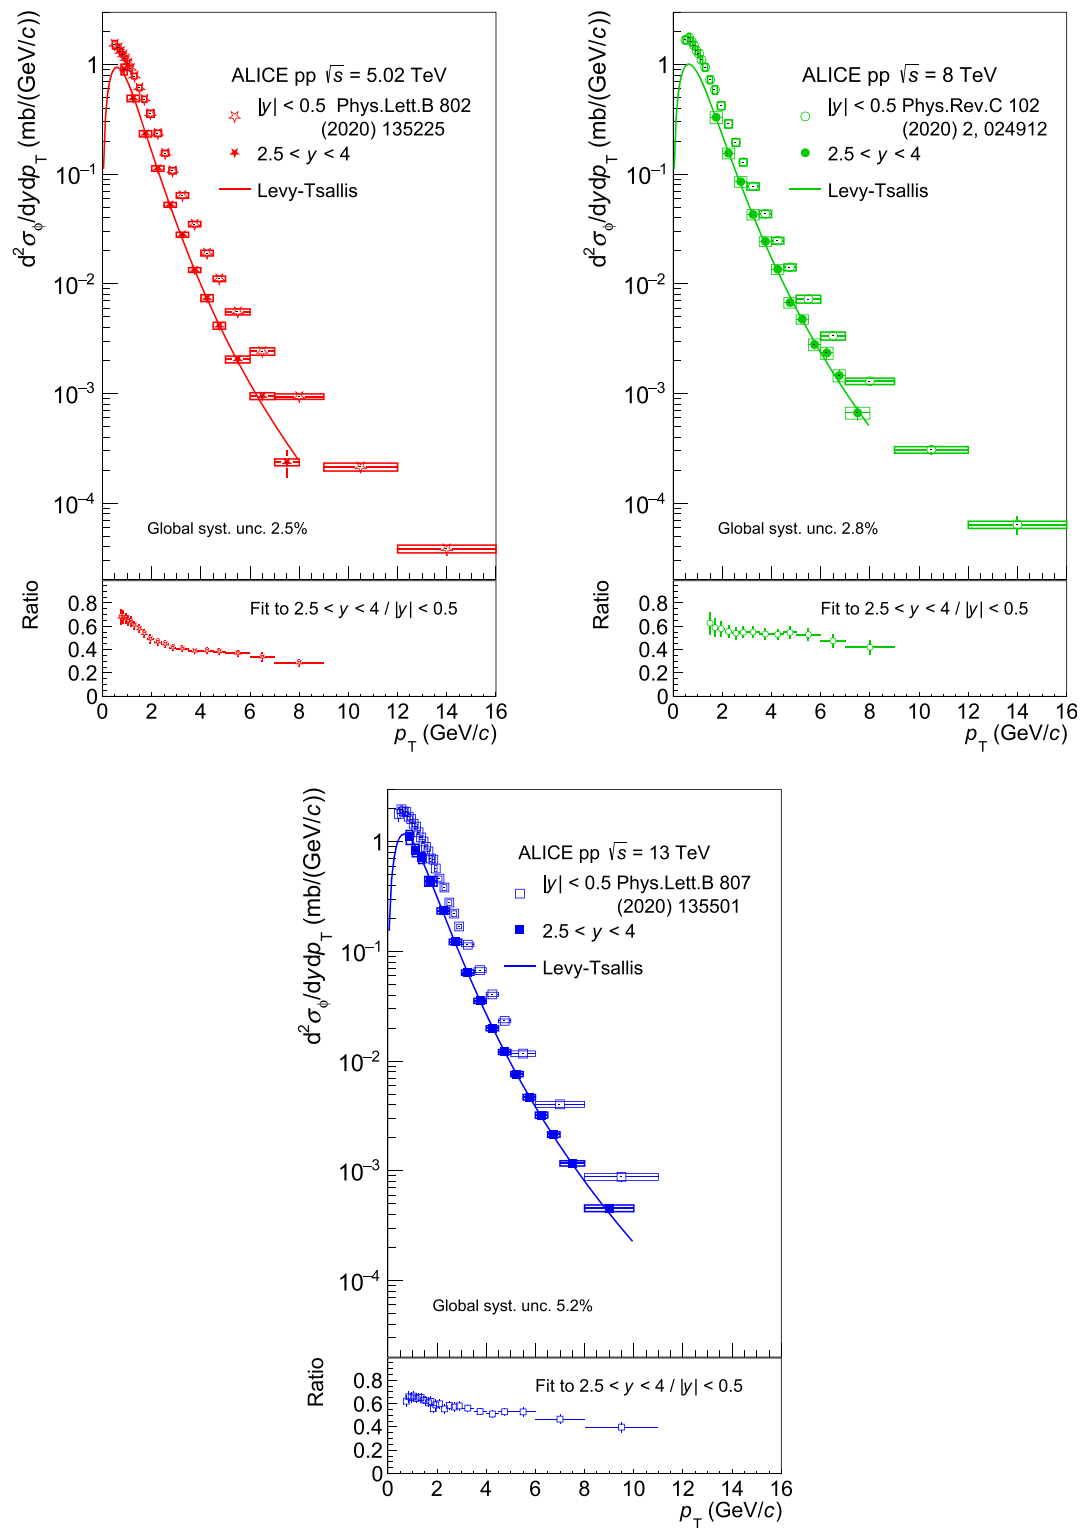 d²σϕ/dydpT (mb/(GeV/c))
1
10⁻¹
10⁻²
10⁻³
10⁻⁴
ALICE pp √s = 5.02 TeV
|y| < 0.5 Phys.Lett.B 802
(2020) 135225
2.5 < y < 4
Levy-Tsallis
Global syst. unc. 2.5%
Ratio
0.8
0.6
0.4
0.2
0
Fit to 2.5 < y < 4 / |y| < 0.5
0 2 4 6 8 10 12 14 16
pT (GeV/c)
d²σϕ/dydpT (mb/(GeV/c))
1
10⁻¹
10⁻²
10⁻³
10⁻⁴
ALICE pp √s = 8 TeV
|y| < 0.5 Phys.Rev.C 102
(2020) 2, 024912
2.5 < y < 4
Levy-Tsallis
Global syst. unc. 2.8%
Ratio
0.8
0.6
0.4
0.2
0
Fit to 2.5 < y < 4 / |y| < 0.5
0 2 4 6 8 10 12 14 16
pT (GeV/c)
d²σϕ/dydpT (mb/(GeV/c))
1
10⁻¹
10⁻²
10⁻³
10⁻⁴
ALICE pp √s = 13 TeV
|y| < 0.5 Phys.Lett.B 807
(2020) 135501
2.5 < y < 4
Levy-Tsallis
Global syst. unc. 5.2%
Ratio
0.8
0.6
0.4
0.2
0
Fit to 2.5 < y < 4 / |y| < 0.5
0 2 4 6 8 10 12 14 16
pT (GeV/c)